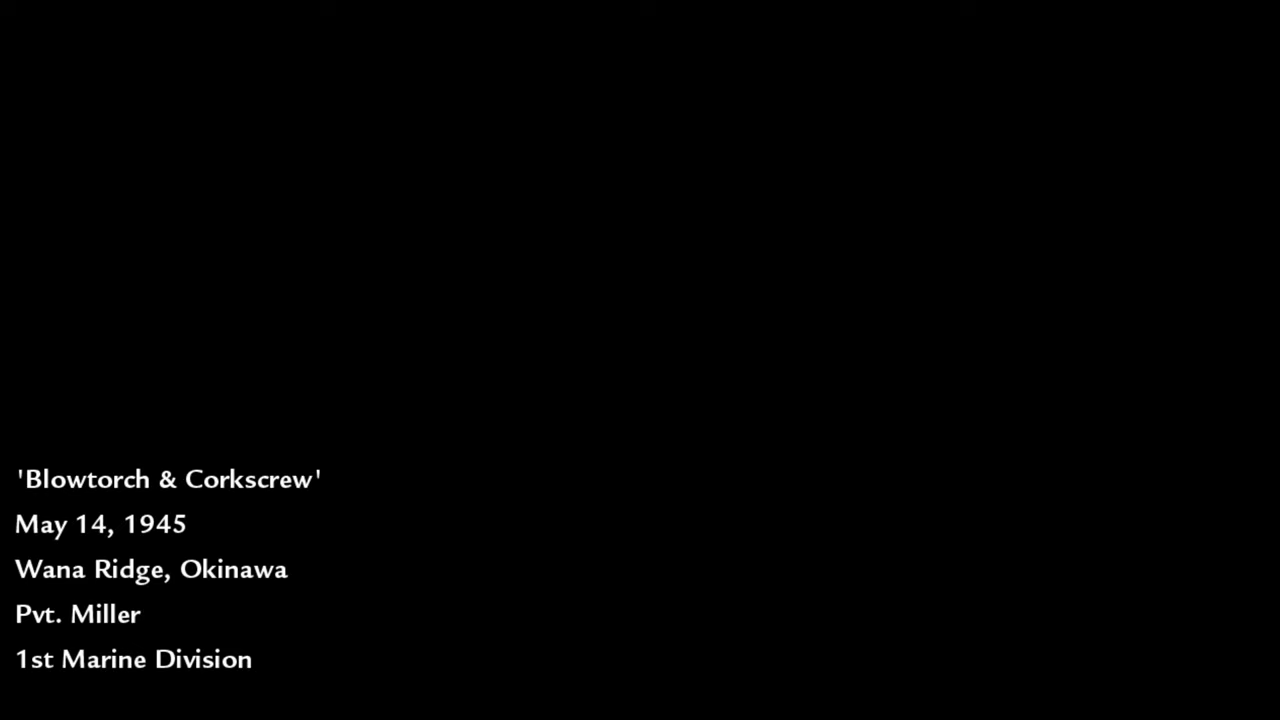 'Blowtorch & Corkscrew'
May 14, 1945
Wana Ridge, Okinawa
Pvt. Miller
1st Marine Division